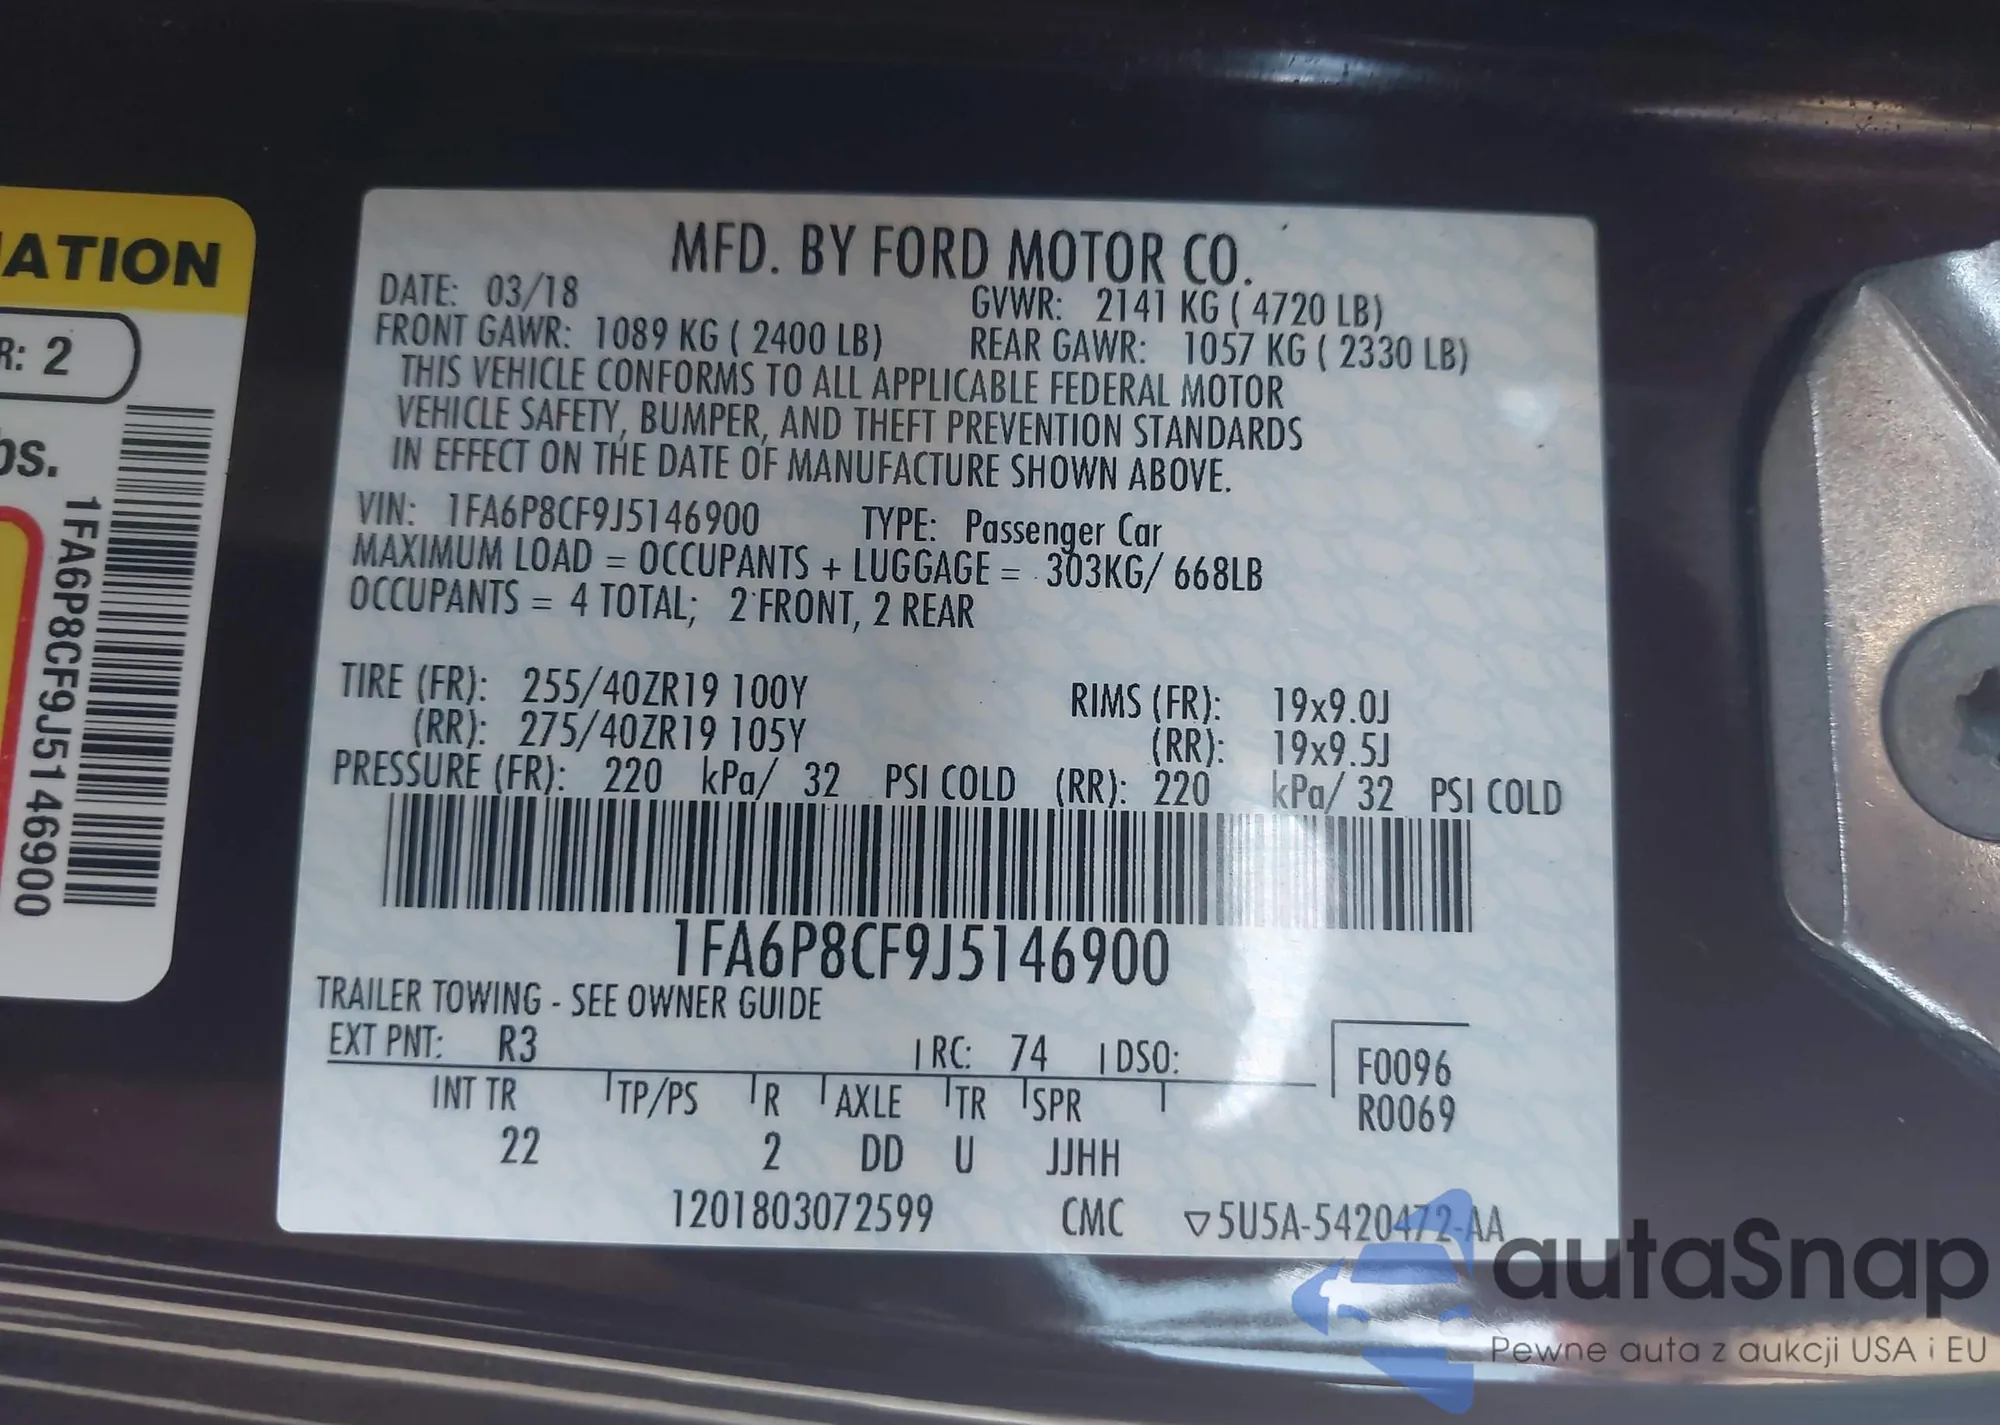 MFD. BY FORD MOTOR CO.
DATE: 03/18 GVWR: 2141 KG ( 4720 LB)
FRONT GAWR: 1089 KG ( 2400 LB) REAR GAWR: 1057 KG ( 2330 LB)
THIS VEHICLE CONFORMS TO ALL APPLICABLE FEDERAL MOTOR
VEHICLE SAFETY, BUMPER, AND THEFT PREVENTION STANDARDS
IN EFFECT ON THE DATE OF MANUFACTURE SHOWN ABOVE.
VIN: 1FA6P8CF9J5146900 TYPE: Passenger Car
MAXIMUM LOAD = OCCUPANTS + LUGGAGE = 303KG/ 668LB
OCCUPANTS = 4 TOTAL; 2 FRONT, 2 REAR
TIRE (FR): 255/40ZR19 100Y RIMS (FR): 19x9.0J
(RR): 275/40ZR19 105Y (RR): 19x9.5J
PRESSURE (FR): 220 kPa/ 32 PSI COLD (RR): 220 kPa/ 32 PSI COLD
1FA6P8CF9J5146900
TRAILER TOWING - SEE OWNER GUIDE
EXT PNT: R3 RC: 74 DSO: F0096
R0069
INT TR TP/PS R AXLE TR SPR
22 2 DD U JJHH
1201803072599 CMC ▽5U5A-5420472-AA
ATION
R: 2
bs.
1FA6P8CF9J5146900
autaSnap
Pewne auta z aukcji USA i EU